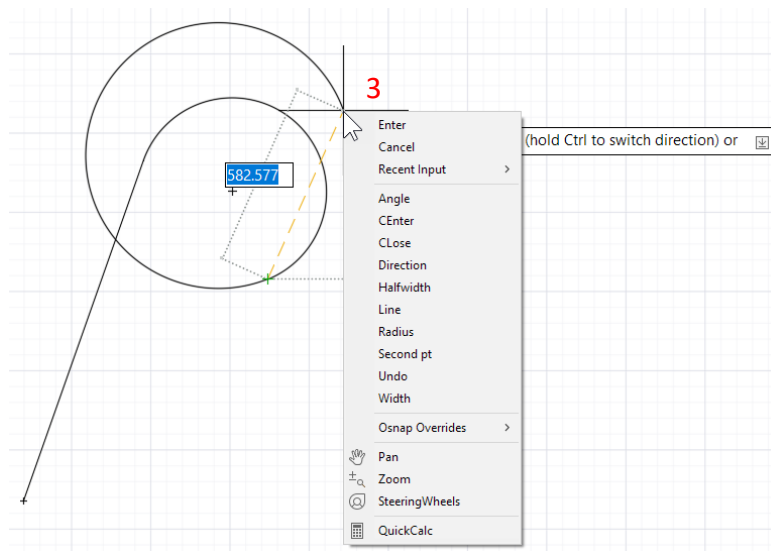 3
Enter
(hold Ctrl to switch direction) or
Cancel
Recent Input
582.577
Angle
CEnter
CLose
Direction
Halfwidth
Line
Radius
Second pt
Undo
Width
Osnap Overrides
Pan
Zoom
SteeringWheels
QuickCalc